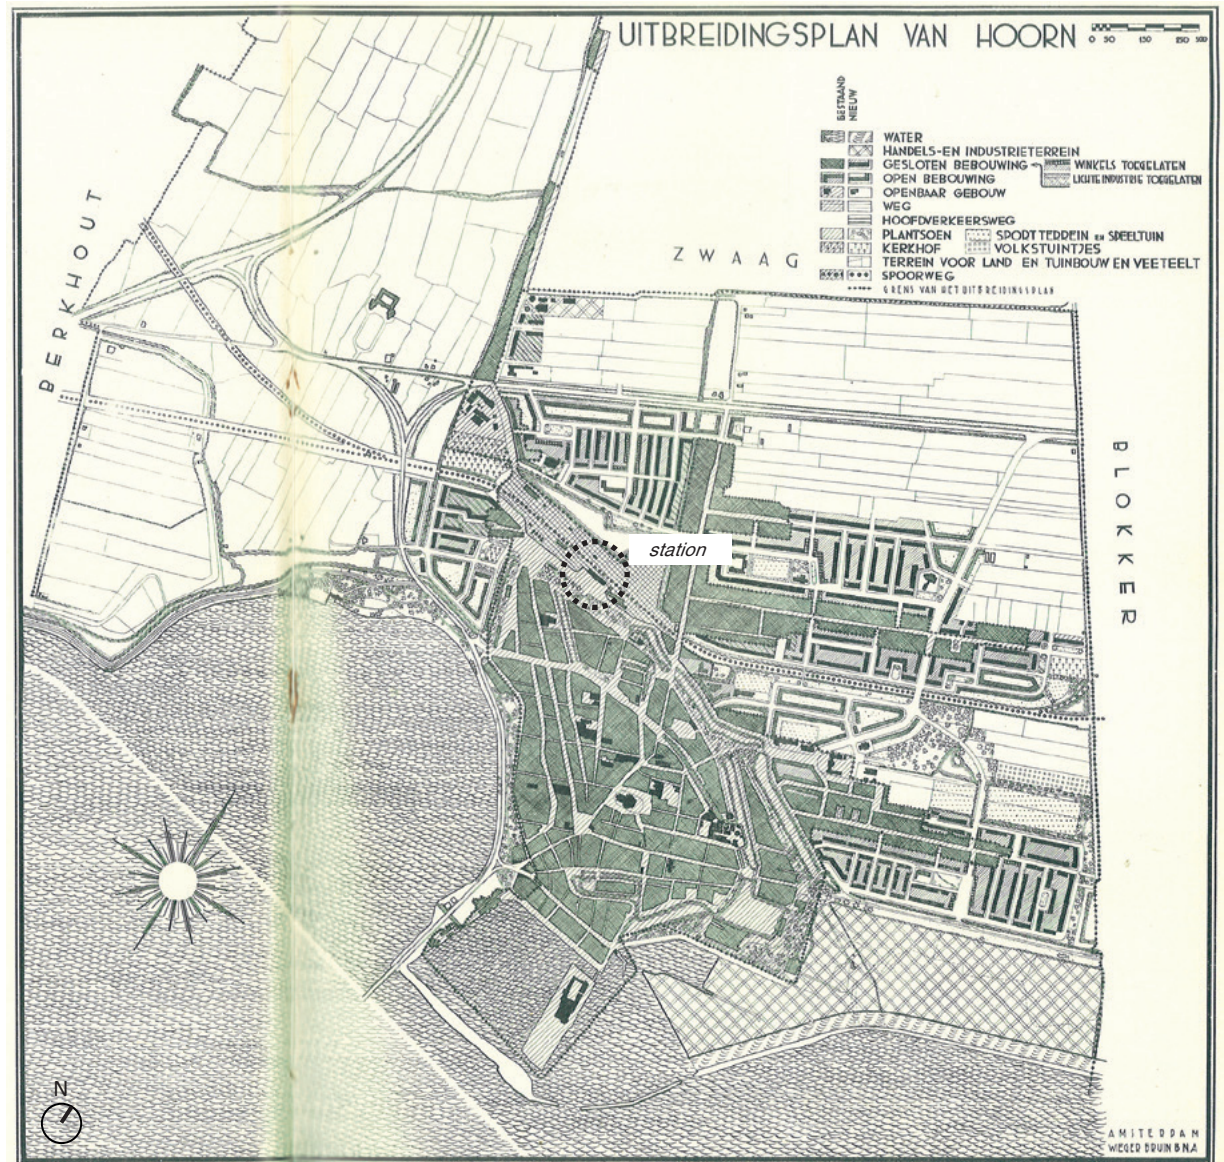 UITBREIDINGSPLAN VAN HOORN
0 50 150 250 300
BESTAAND
NIEUW
WATER
HANDELS-EN INDUSTRIETERREIN
GESLOTEN BEBOUWING
WINKELS TOEGELATEN
OPEN BEBOUWING
LICHTE INDUSTRIE TOEGELATEN
OPENBAAR GEBOUW
WEG
HOOFDVERKEERSWEG
PLANTSOEN
SPORTTERREIN EN SPEELTUIN
KERKHOF
VOLKSTUINTJES
TERREIN VOOR LAND EN TUINBOUW EN VEETEELT
SPOORWEG
GRENS VAN HET UITBREIDINGSPLAN
ZWAAG
BERKHOUT
BLOKKER
station
N
AMSTERDAM
WEGER BRUIN B.N.A